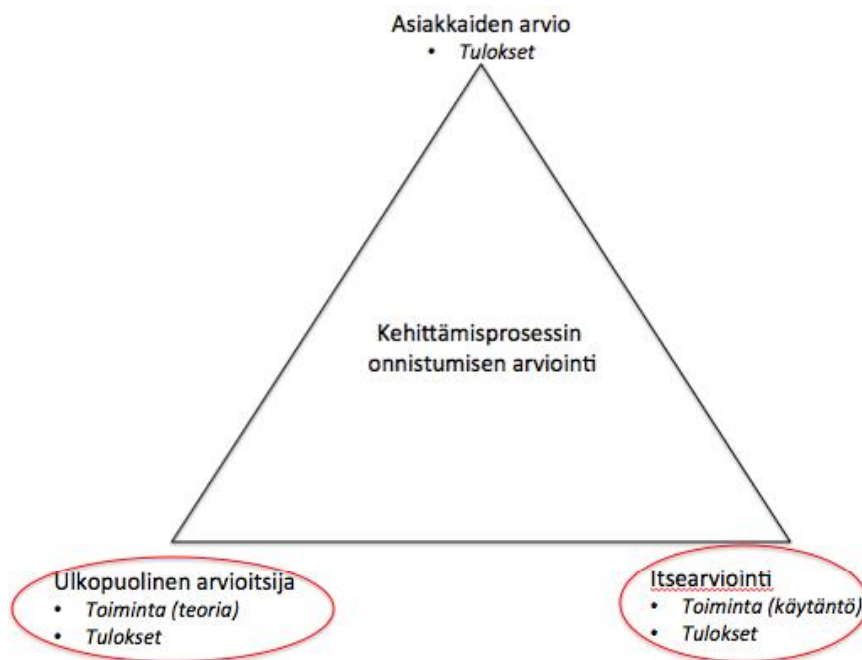 Asiakkaiden arvio
• Tulokset
Kehittämisprosessin
onnistumisen arviointi
Ulkopuolinen arvioitsija
• Toiminta (teoria)
• Tulokset
Itsearviointi
• Toiminta (käytäntö)
• Tulokset